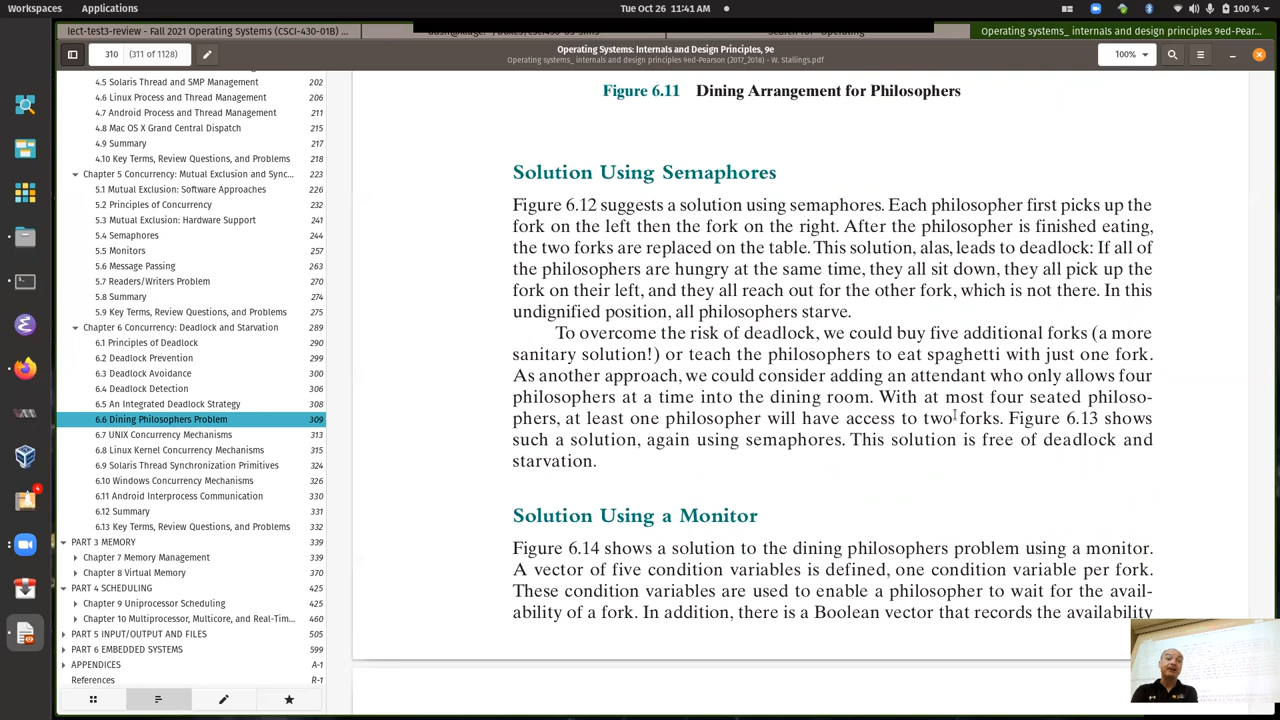 Workspaces Applications Tue Oct 26 11:41 AM 100 %
lect-test3-review - Fall 2021 Operating Systems (CSCI-430-01B) ...
Operating systems_ internals and design principles 9ed-Pear...
310 (311 of 1128)
Operating Systems: Internals and Design Principles, 9e
Operating systems_ internals and design principles 9ed-Pearson (2017_2018) - W. Stallings.pdf
100%
4.5 Solaris Thread and SMP Management 202
4.6 Linux Process and Thread Management 206
4.7 Android Process and Thread Management 211
4.8 Mac OS X Grand Central Dispatch 215
4.9 Summary 217
4.10 Key Terms, Review Questions, and Problems 218
Chapter 5 Concurrency: Mutual Exclusion and Sync... 223
5.1 Mutual Exclusion: Software Approaches 226
5.2 Principles of Concurrency 232
5.3 Mutual Exclusion: Hardware Support 241
5.4 Semaphores 244
5.5 Monitors 257
5.6 Message Passing 263
5.7 Readers/Writers Problem 270
5.8 Summary 274
5.9 Key Terms, Review Questions, and Problems 275
Chapter 6 Concurrency: Deadlock and Starvation 289
6.1 Principles of Deadlock 290
6.2 Deadlock Prevention 299
6.3 Deadlock Avoidance 300
6.4 Deadlock Detection 306
6.5 An Integrated Deadlock Strategy 308
6.6 Dining Philosophers Problem 309
6.7 UNIX Concurrency Mechanisms 313
6.8 Linux Kernel Concurrency Mechanisms 315
6.9 Solaris Thread Synchronization Primitives 324
6.10 Windows Concurrency Mechanisms 326
6.11 Android Interprocess Communication 330
6.12 Summary 331
6.13 Key Terms, Review Questions, and Problems 332
PART 3 MEMORY 339
Chapter 7 Memory Management 339
Chapter 8 Virtual Memory 370
PART 4 SCHEDULING 425
Chapter 9 Uniprocessor Scheduling 425
Chapter 10 Multiprocessor, Multicore, and Real-Tim... 460
PART 5 INPUT/OUTPUT AND FILES 505
PART 6 EMBEDDED SYSTEMS 599
APPENDICES A-1
References R-1
Figure 6.11 Dining Arrangement for Philosophers
Solution Using Semaphores
Figure 6.12 suggests a solution using semaphores. Each philosopher first picks up the
fork on the left then the fork on the right. After the philosopher is finished eating,
the two forks are replaced on the table. This solution, alas, leads to deadlock: If all of
the philosophers are hungry at the same time, they all sit down, they all pick up the
fork on their left, and they all reach out for the other fork, which is not there. In this
undignified position, all philosophers starve.
To overcome the risk of deadlock, we could buy five additional forks (a more
sanitary solution!) or teach the philosophers to eat spaghetti with just one fork.
As another approach, we could consider adding an attendant who only allows four
philosophers at a time into the dining room. With at most four seated philoso-
phers, at least one philosopher will have access to two forks. Figure 6.13 shows
such a solution, again using semaphores. This solution is free of deadlock and
starvation.
Solution Using a Monitor
Figure 6.14 shows a solution to the dining philosophers problem using a monitor.
A vector of five condition variables is defined, one condition variable per fork.
These condition variables are used to enable a philosopher to wait for the avail-
ability of a fork. In addition, there is a Boolean vector that records the availability